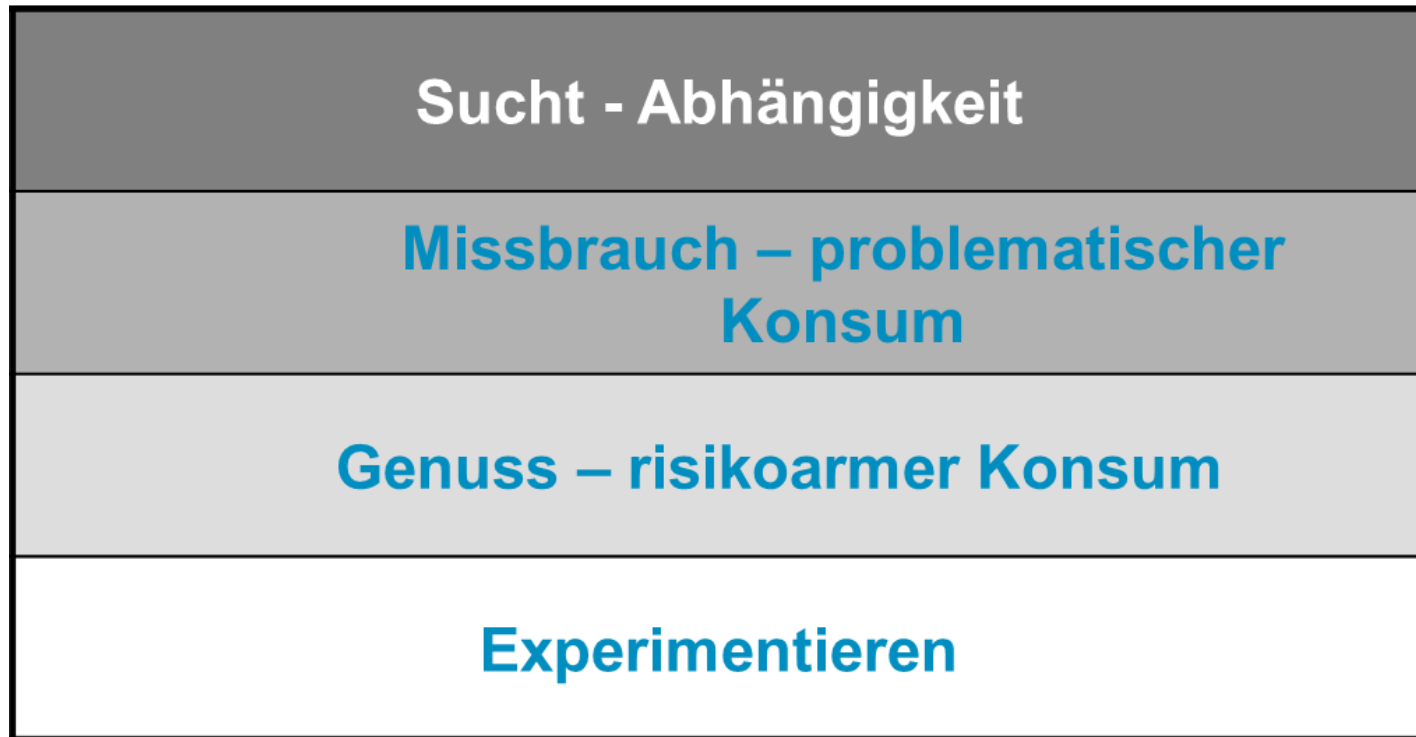 Sucht - Abhängigkeit
Missbrauch – problematischer
Konsum
Genuss – risikoarmer Konsum
Experimentieren